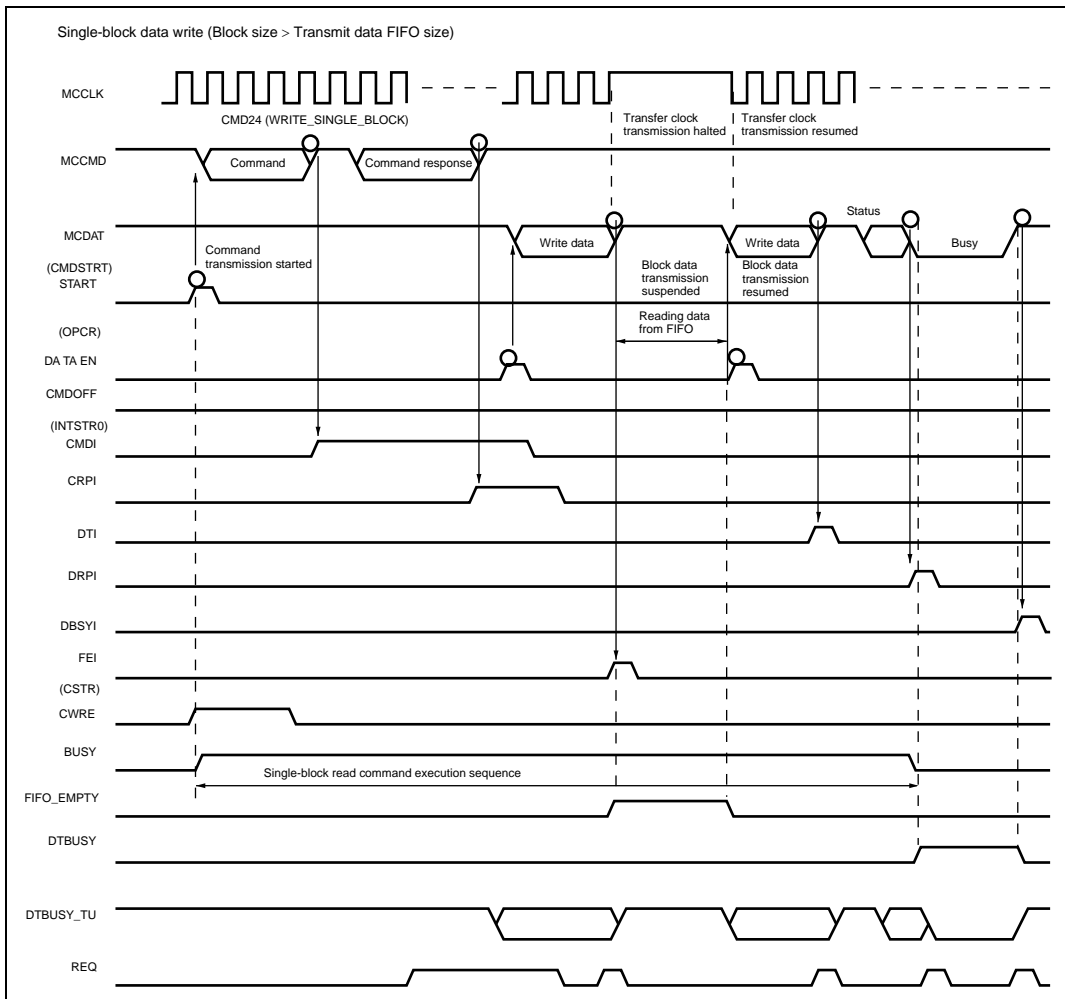 Single-block data write (Block size > Transmit data FIFO size)
MCCLK
CMD24 (WRITE_SINGLE_BLOCK)
Transfer clock
transmission halted
Transfer clock
transmission resumed
MCCMD
Command
Command response
Status
MCDAT
Write data
Write data
Busy
Command
transmission started
Block data
transmission
suspended
Block data
transmission
resumed
(CMDSTRT)
START
Reading data
from FIFO
(OPCR)
DA TA EN
CMDOFF
(INTSTR0)
CMDI
CRPI
DTI
DRPI
DBSYI
FEI
(CSTR)
CWRE
BUSY
Single-block read command execution sequence
FIFO_EMPTY
DTBUSY
DTBUSY_TU
REQ